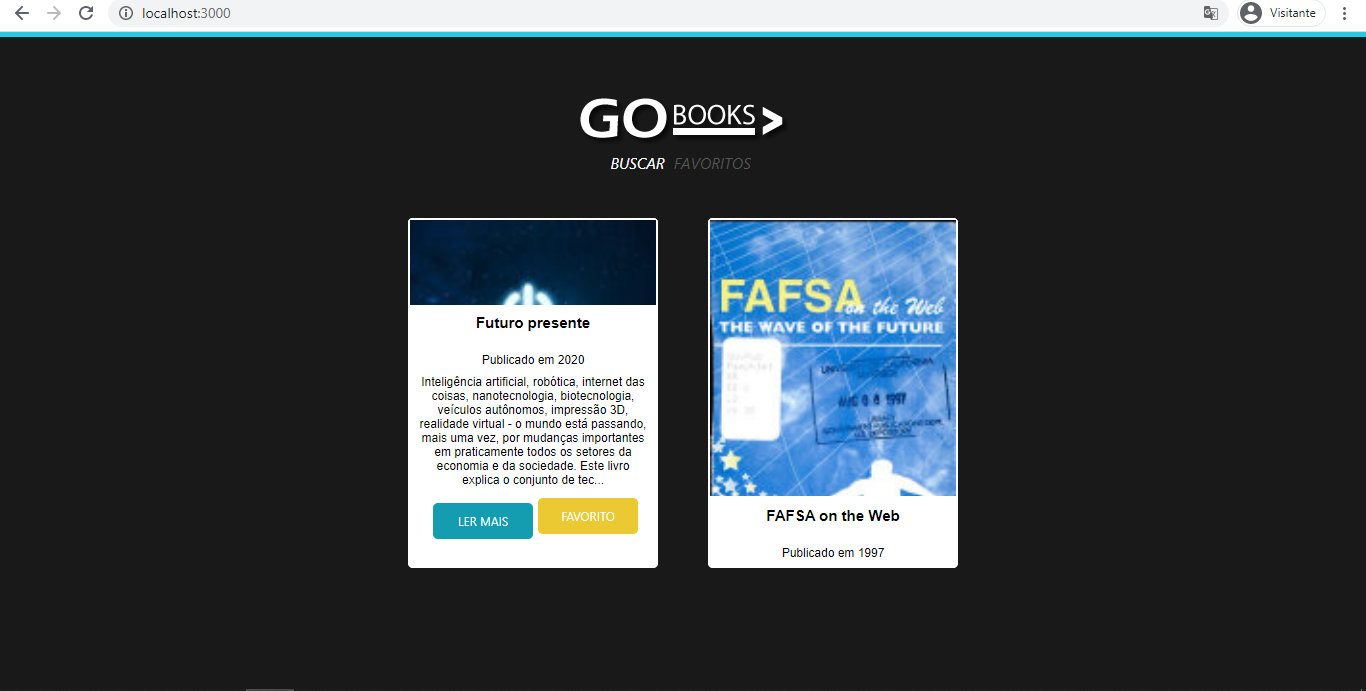 localhost:3000
Visitante
GO BOOKS >
BUSCAR FAVORITOS
Futuro presente
Publicado em 2020
Inteligência artificial, robótica, internet das
coisas, nanotecnologia, biotecnologia,
veículos autônomos, impressão 3D,
realidade virtual - o mundo está passando,
mais uma vez, por mudanças importantes
em praticamente todos os setores da
economia e da sociedade. Este livro
explica o conjunto de tec...
LER MAIS
FAVORITO
FAFSA
on the Web
THE WAVE OF THE FUTURE
1997
FAFSA on the Web
Publicado em 1997